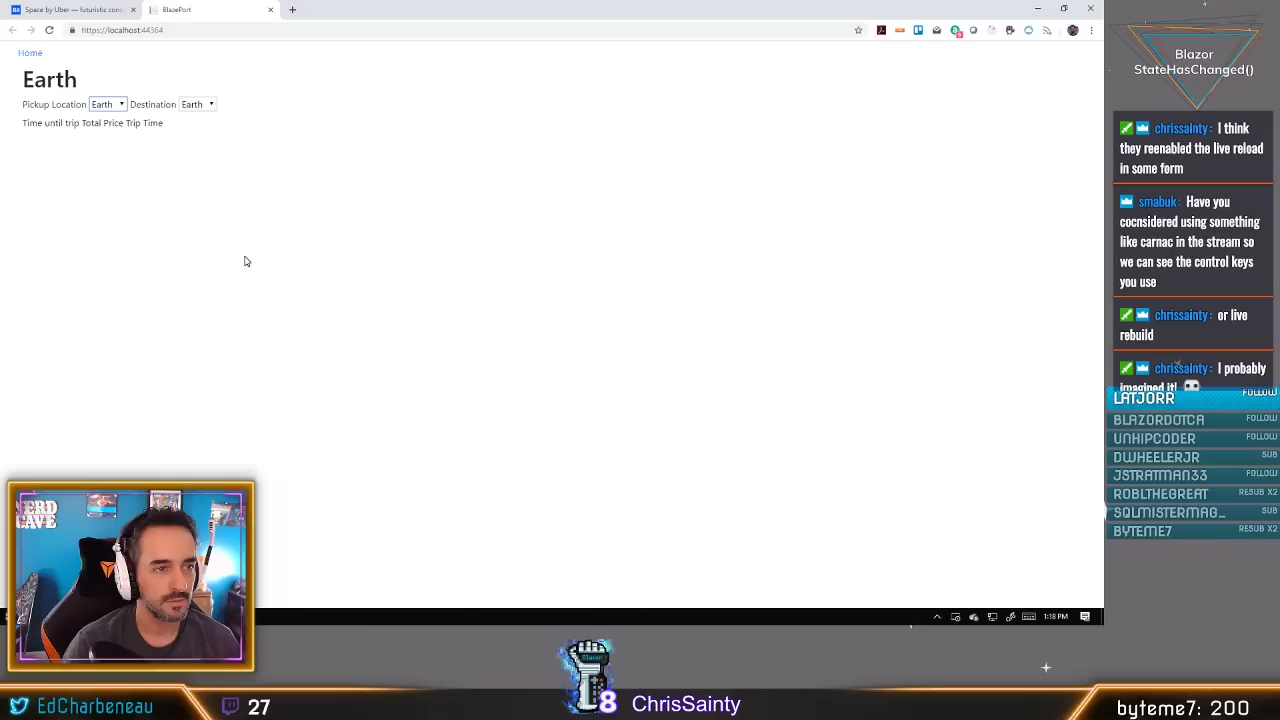 Space by Uber — futuristic conc
BlazePort
https://localhost:44364
Home
Earth
Pickup Location Earth Destination Earth
Time until trip Total Price Trip Time
1:18 PM
Blazor
StateHasChanged()
chrissainty: I think
they reenabled the live reload
in some form
smabuk: Have you
cocnsidered using something
like carnac in the stream so
we can see the control keys
you use
chrissainty: or live
rebuild
chrissainty: I probably
imagined it!
LATJORR FOLLOW
BLAZORDOTCA FOLLOW
UNHIPCODER FOLLOW
DWHEELERJR SUB
JSTRATMAN33 FOLLOW
ROBLTHEGREAT RESUB X2
SQLMISTERMAG_ SUB
BYTEME7 RESUB X2
EdCharbeneau
27
Blazor
8 ChrisSainty
byteme7: 200